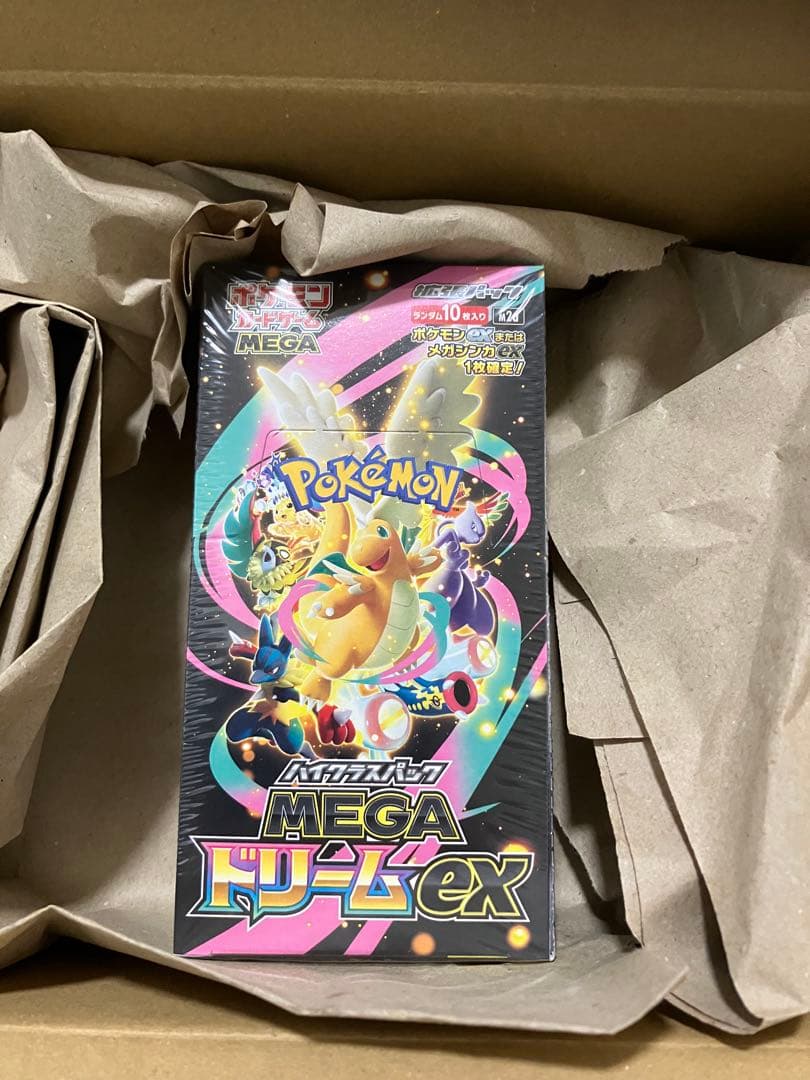 ポケモン
カードゲーム
MEGA
拡張パック
ランダム10枚入り
M2a
ポケモンexまたは
メガシンカex
1枚確定!
POKÉMON
ハイクラスパック
MEGA
ドリームex